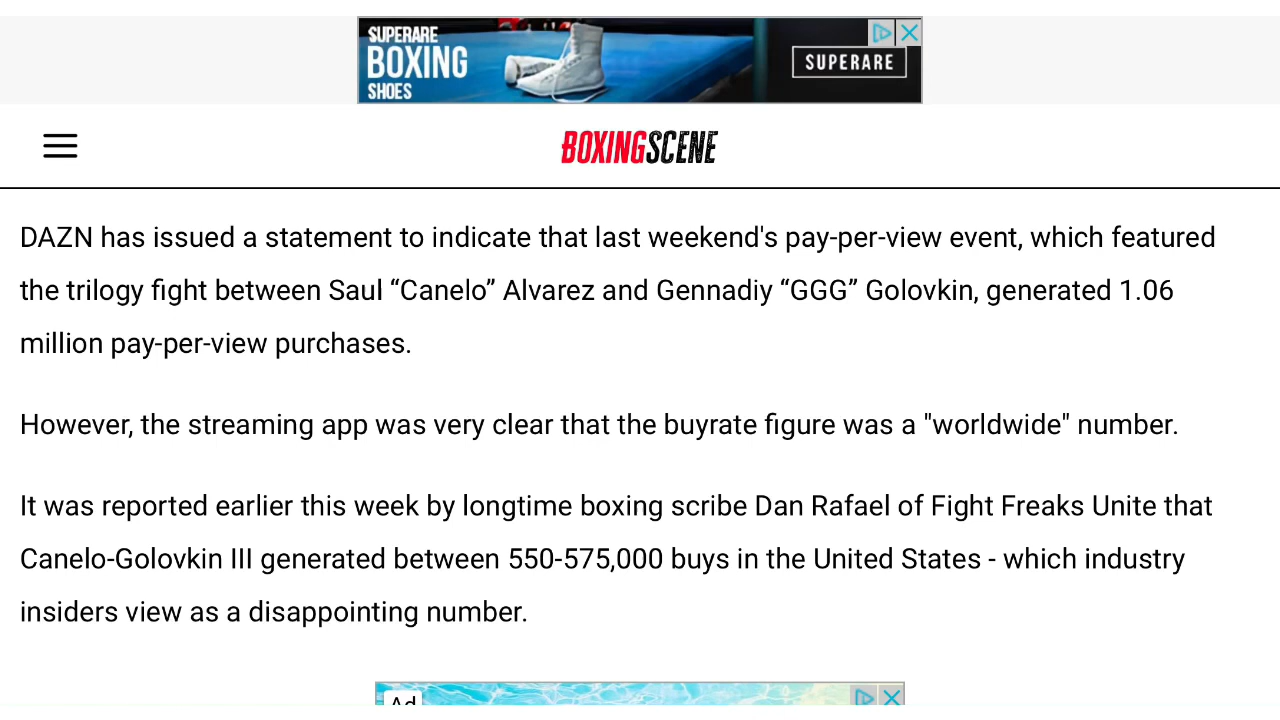 SUPERARE
BOXING
SHOES
SUPERARE
BOXINGSCENE
DAZN has issued a statement to indicate that last weekend's pay-per-view event, which featured
the trilogy fight between Saul “Canelo” Alvarez and Gennadiy “GGG” Golovkin, generated 1.06
million pay-per-view purchases.
However, the streaming app was very clear that the buyrate figure was a "worldwide" number.
It was reported earlier this week by longtime boxing scribe Dan Rafael of Fight Freaks Unite that
Canelo-Golovkin III generated between 550-575,000 buys in the United States - which industry
insiders view as a disappointing number.
Ad